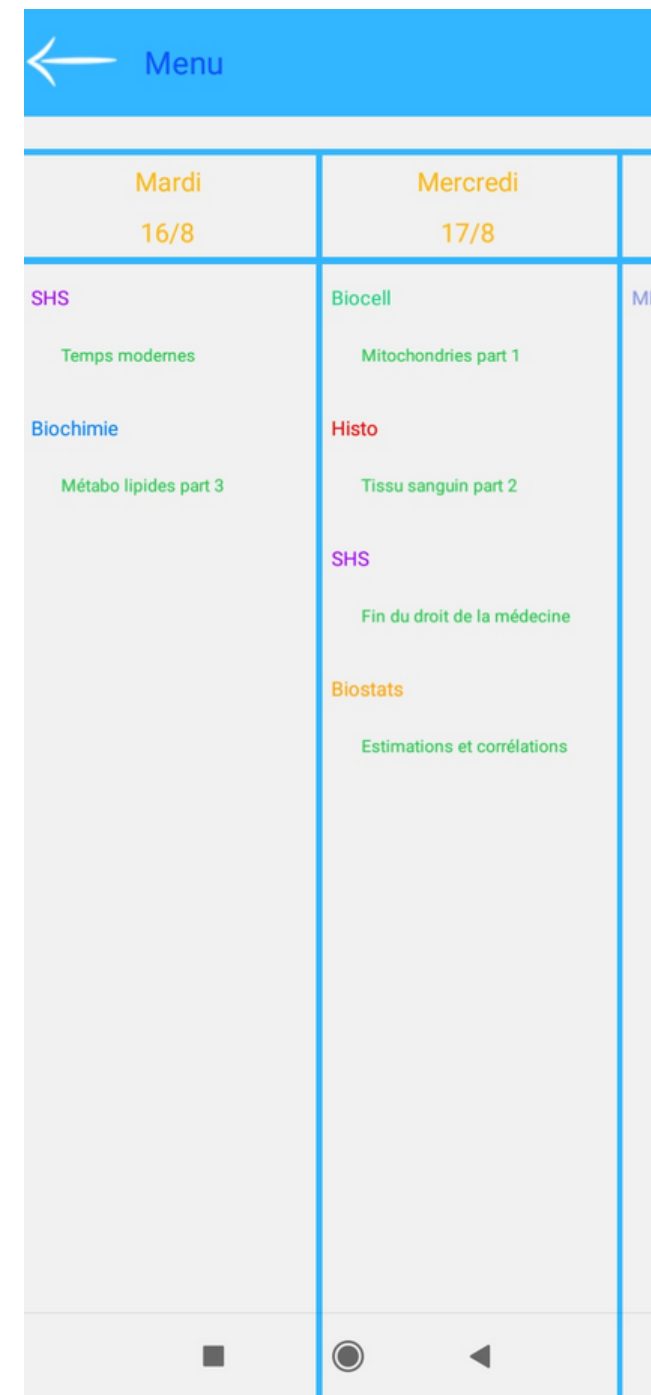 Menu
Mardi
16/8
SHS
Temps modernes
Biochimie
Métabo lipides part 3
Mercredi
17/8
Biocell
Mitochondries part 1
Histo
Tissu sanguin part 2
SHS
Fin du droit de la médecine
Biostats
Estimations et corrélations